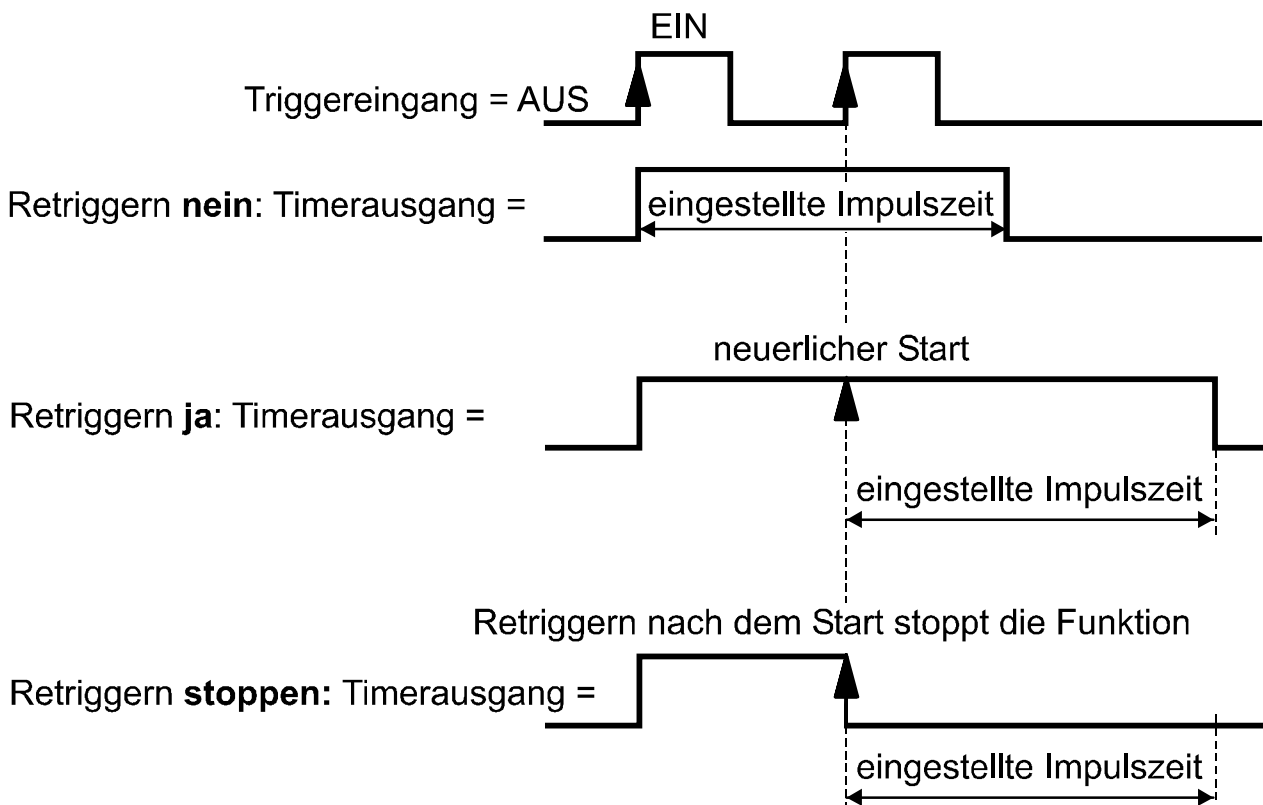 EIN
Triggereingang = AUS
Retriggern nein: Timerausgang =
eingestellte Impulszeit
neuerlicher Start
Retriggern ja: Timerausgang =
eingestellte Impulszeit
Retriggern nach dem Start stoppt die Funktion
Retriggern stoppen: Timerausgang =
eingestellte Impulszeit